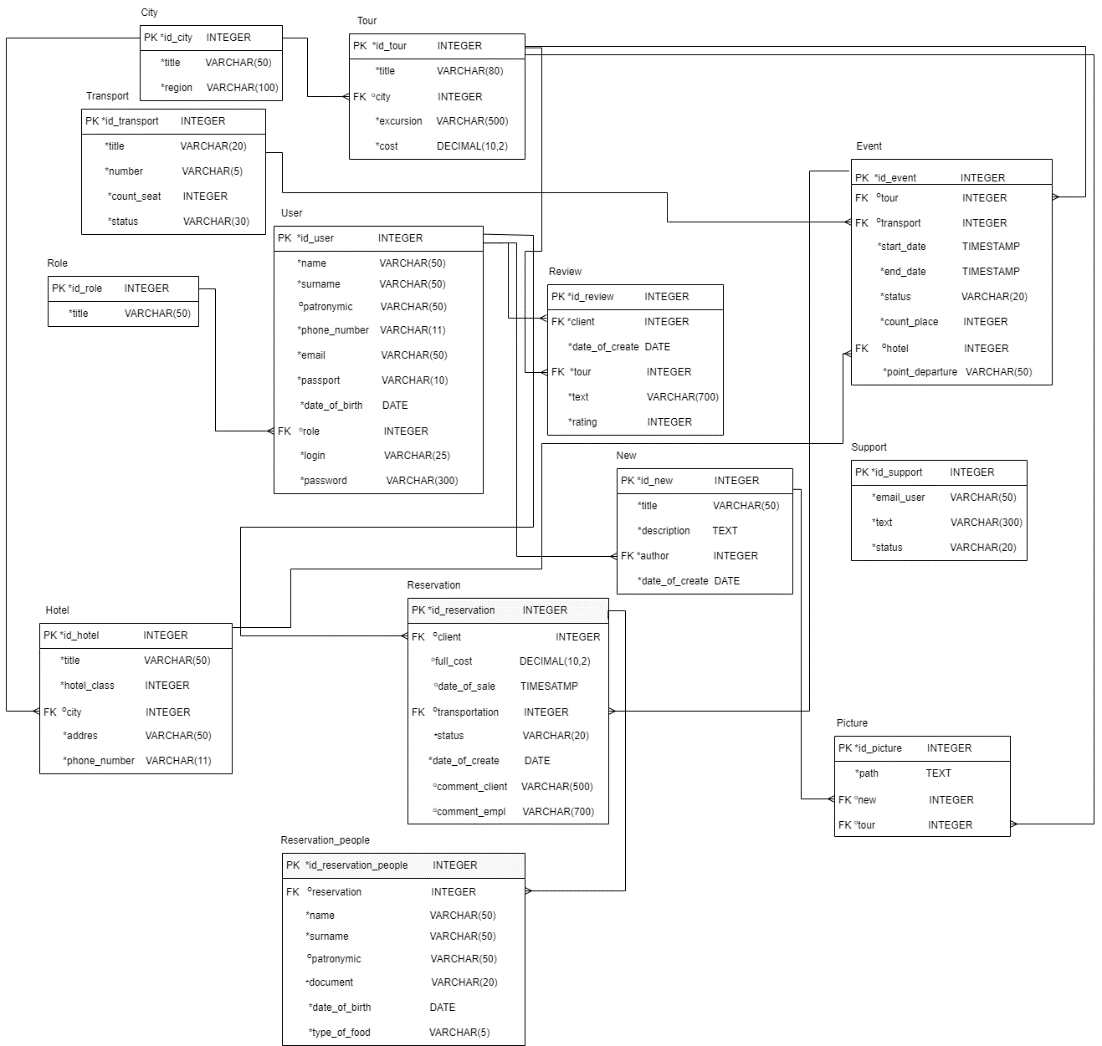 City
PK *id_city INTEGER
*title VARCHAR(50)
*region VARCHAR(100)
Tour
PK *id_tour INTEGER
*title VARCHAR(80)
FK °city INTEGER
*excursion VARCHAR(500)
*cost DECIMAL(10,2)
Transport
PK *id_transport INTEGER
*title VARCHAR(20)
*number VARCHAR(5)
*count_seat INTEGER
*status VARCHAR(30)
Event
PK *id_event INTEGER
FK °tour INTEGER
FK °transport INTEGER
*start_date TIMESTAMP
*end_date TIMESTAMP
*status VARCHAR(20)
*count_place INTEGER
FK °hotel INTEGER
*point_departure VARCHAR(50)
User
PK *id_user INTEGER
*name VARCHAR(50)
*surname VARCHAR(50)
°patronymic VARCHAR(50)
*phone_number VARCHAR(11)
*email VARCHAR(50)
*passport VARCHAR(10)
*date_of_birth DATE
FK °role INTEGER
*login VARCHAR(25)
*password VARCHAR(300)
Role
PK *id_role INTEGER
*title VARCHAR(50)
Review
PK *id_review INTEGER
FK *client INTEGER
*date_of_create DATE
FK *tour INTEGER
*text VARCHAR(700)
*rating INTEGER
New
PK *id_new INTEGER
*title VARCHAR(50)
*description TEXT
FK *author INTEGER
*date_of_create DATE
Support
PK *id_support INTEGER
*email_user VARCHAR(50)
*text VARCHAR(300)
*status VARCHAR(20)
Hotel
PK *id_hotel INTEGER
*title VARCHAR(50)
*hotel_class INTEGER
FK °city INTEGER
*addres VARCHAR(50)
*phone_number VARCHAR(11)
Reservation
PK *id_reservation INTEGER
FK °client INTEGER
°full_cost DECIMAL(10,2)
°date_of_sale TIMESATMP
FK °transportation INTEGER
*status VARCHAR(20)
*date_of_create DATE
°comment_client VARCHAR(500)
°comment_empl VARCHAR(700)
Picture
PK *id_picture INTEGER
*path TEXT
FK °new INTEGER
FK °tour INTEGER
Reservation_people
PK *id_reservation_people INTEGER
FK °reservation INTEGER
*name VARCHAR(50)
*surname VARCHAR(50)
°patronymic VARCHAR(50)
*document VARCHAR(20)
*date_of_birth DATE
*type_of_food VARCHAR(5)